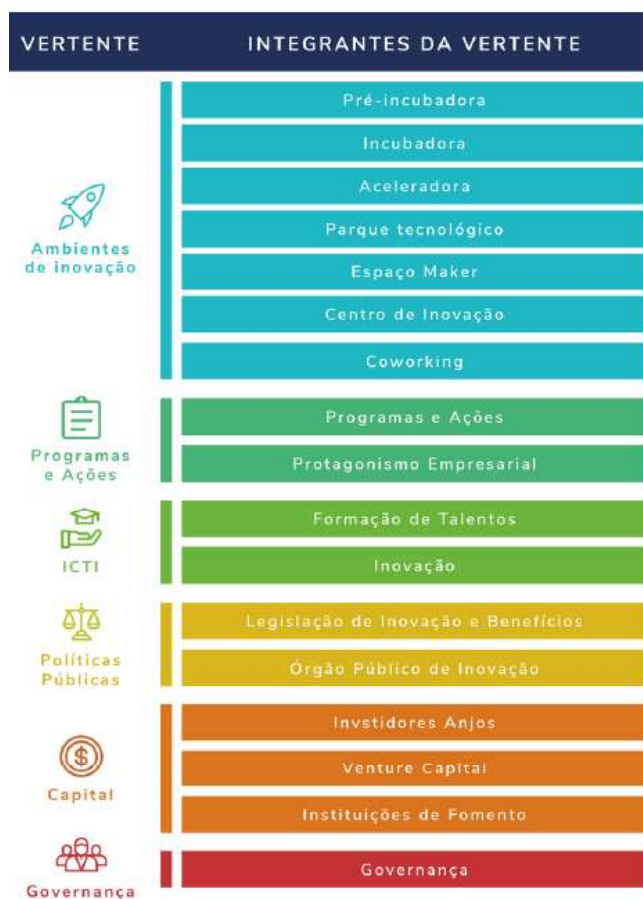 VERTENTE
INTEGRANTES DA VERTENTE
Ambientes
de inovação
Pré-incubadora
Incubadora
Aceleradora
Parque tecnológico
Espaço Maker
Centro de Inovação
Coworking
Programas
e Ações
Programas e Ações
Protagonismo Empresarial
ICTI
Formação de Talentos
Inovação
Políticas
Públicas
Legislação de Inovação e Benefícios
Órgão Público de Inovação
Capital
$
Invstidores Anjos
Venture Capital
Instituições de Fomento
Governança
Governança